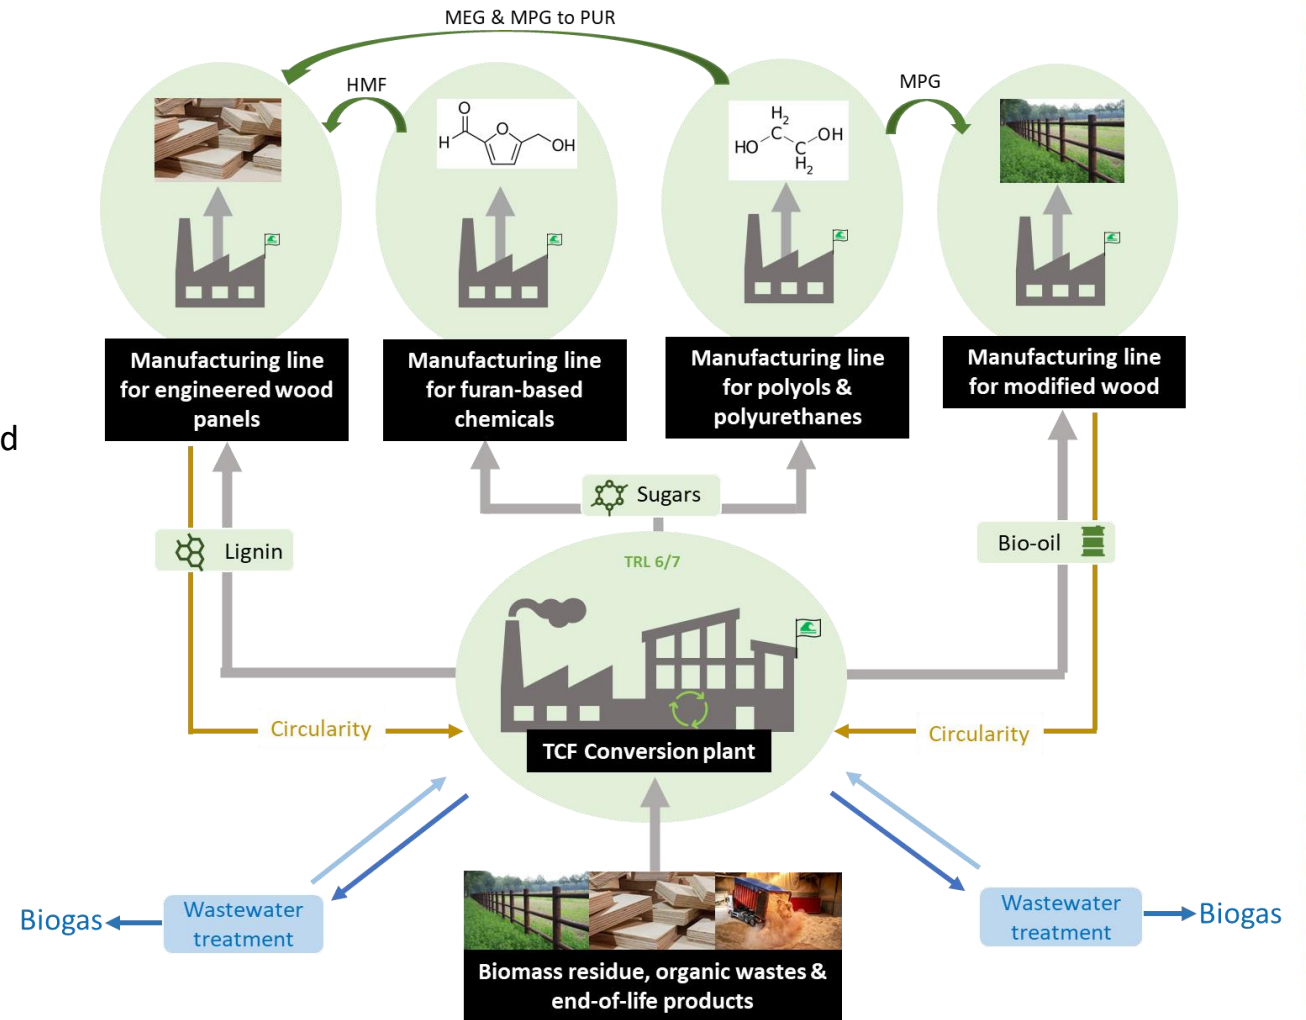 MEG & MPG to PUR
HMF
MPG
O
H
O
OH
H2
C
OH
HO
C
H2
Manufacturing line
for engineered wood
panels
Manufacturing line
for furan-based
chemicals
Manufacturing line
for polyols &
polyurethanes
Manufacturing line
for modified wood
d
Sugars
Lignin
Bio-oil
TRL 6/7
Circularity
Circularity
TCF Conversion plant
Biogas
Wastewater
treatment
Wastewater
treatment
Biogas
Biomass residue, organic wastes &
end-of-life products